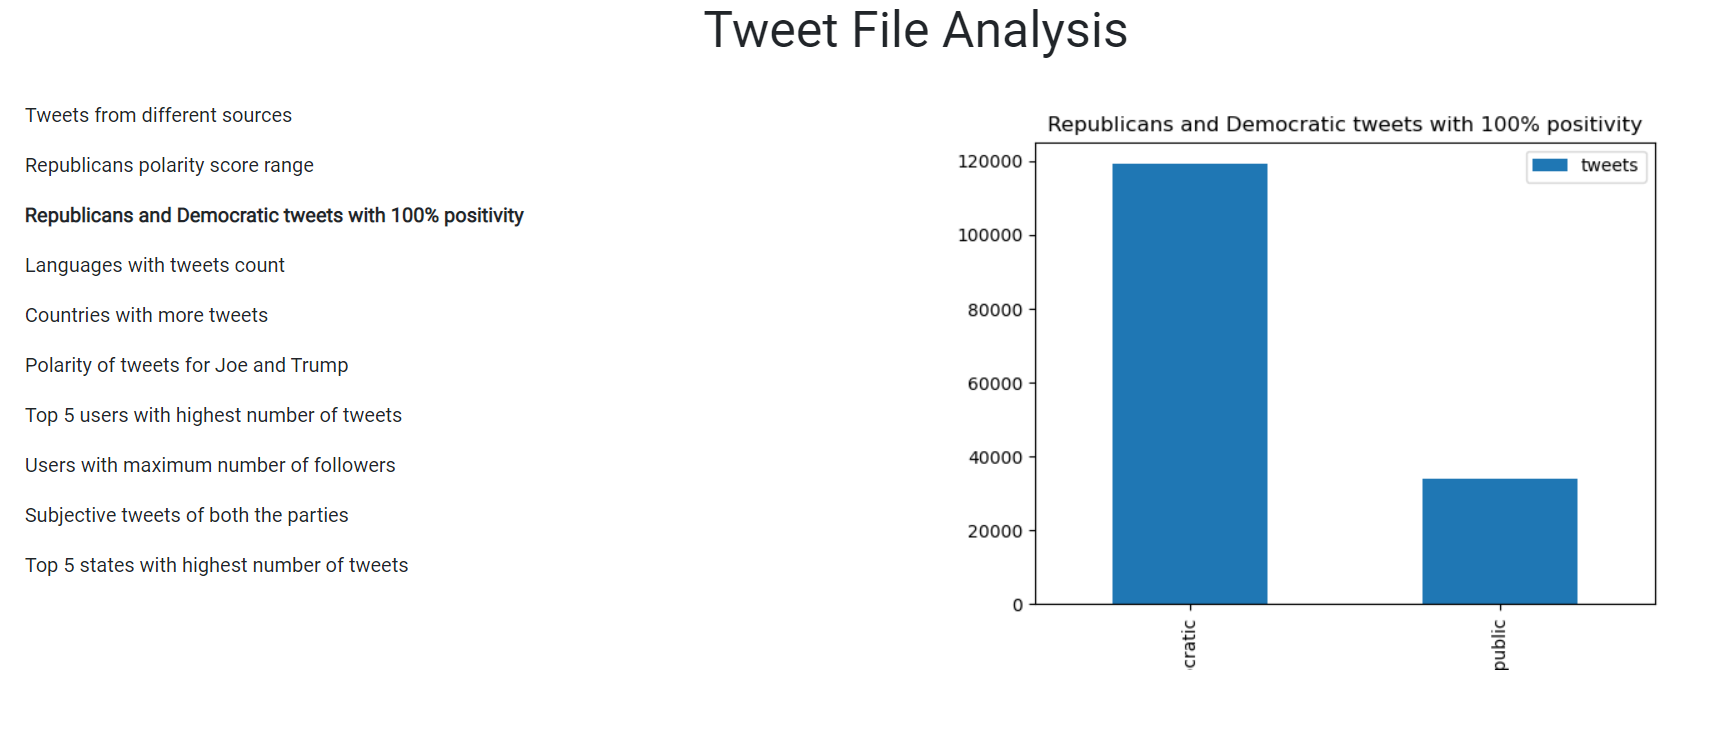 Tweet File Analysis
Tweets from different sources
Republicans polarity score range
Republicans and Democratic tweets with 100% positivity
Languages with tweets count
Countries with more tweets
Polarity of tweets for Joe and Trump
Top 5 users with highest number of tweets
Users with maximum number of followers
Subjective tweets of both the parties
Top 5 states with highest number of tweets
Republicans and Democratic tweets with 100% positivity
tweets
120000
100000
80000
60000
40000
20000
0
cratic
public